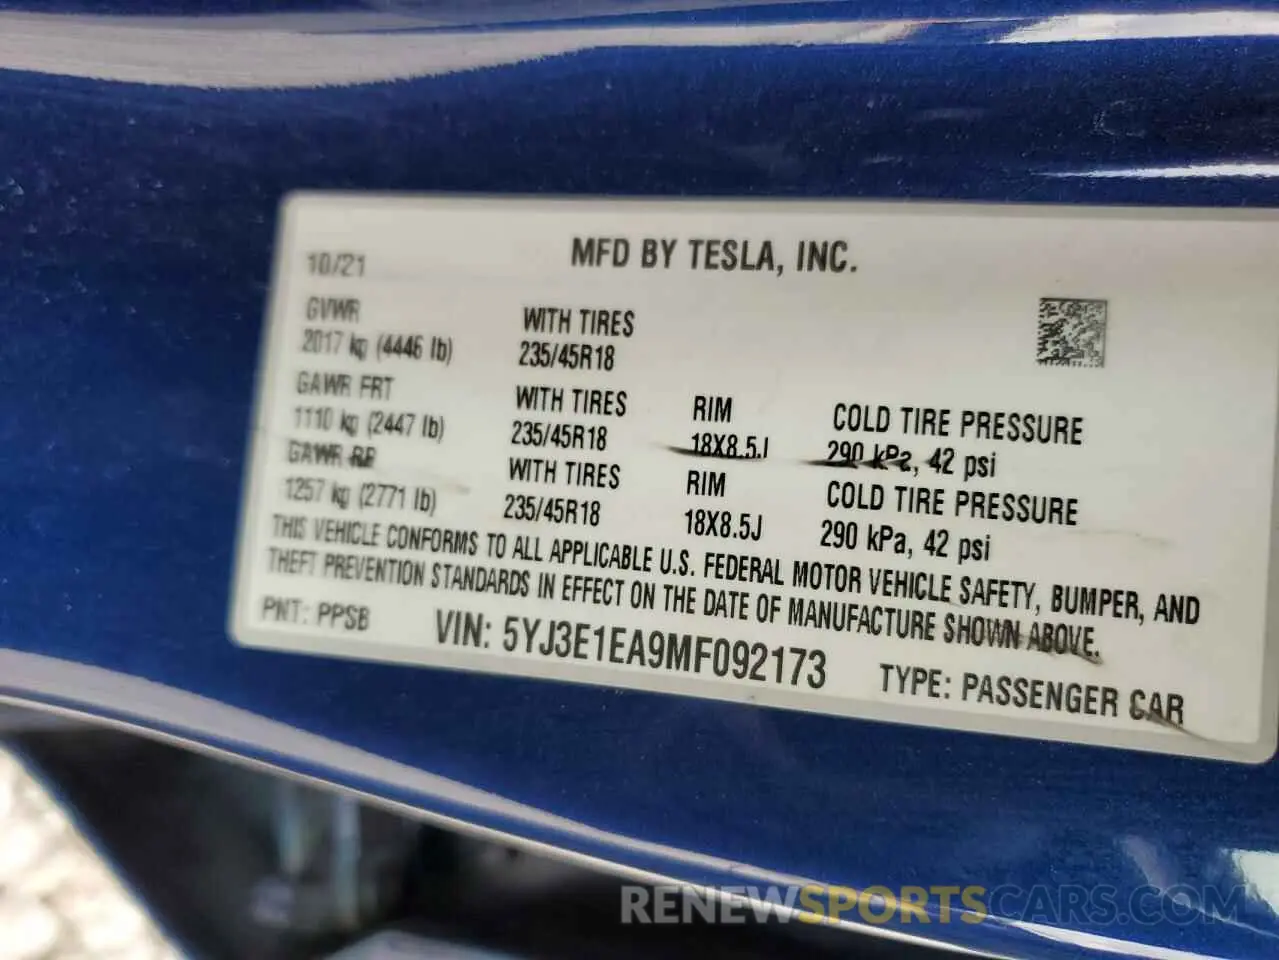 MFD BY TESLA, INC.
10/21
GVWR
2017 kg (4446 lb)
WITH TIRES
235/45R18
GAWR FRT
1110 kg (2447 lb)
WITH TIRES
235/45R18
RIM
18X8.5J
COLD TIRE PRESSURE
290 kPa, 42 psi
GAWR RR
1257 kg (2771 lb)
WITH TIRES
235/45R18
RIM
18X8.5J
COLD TIRE PRESSURE
290 kPa, 42 psi
THIS VEHICLE CONFORMS TO ALL APPLICABLE U.S. FEDERAL MOTOR VEHICLE SAFETY, BUMPER, AND
THEFT PREVENTION STANDARDS IN EFFECT ON THE DATE OF MANUFACTURE SHOWN ABOVE.
PNT: PPSB
VIN: 5YJ3E1EA9MF092173
TYPE: PASSENGER CAR
RENEWSPORTSCARS.COM